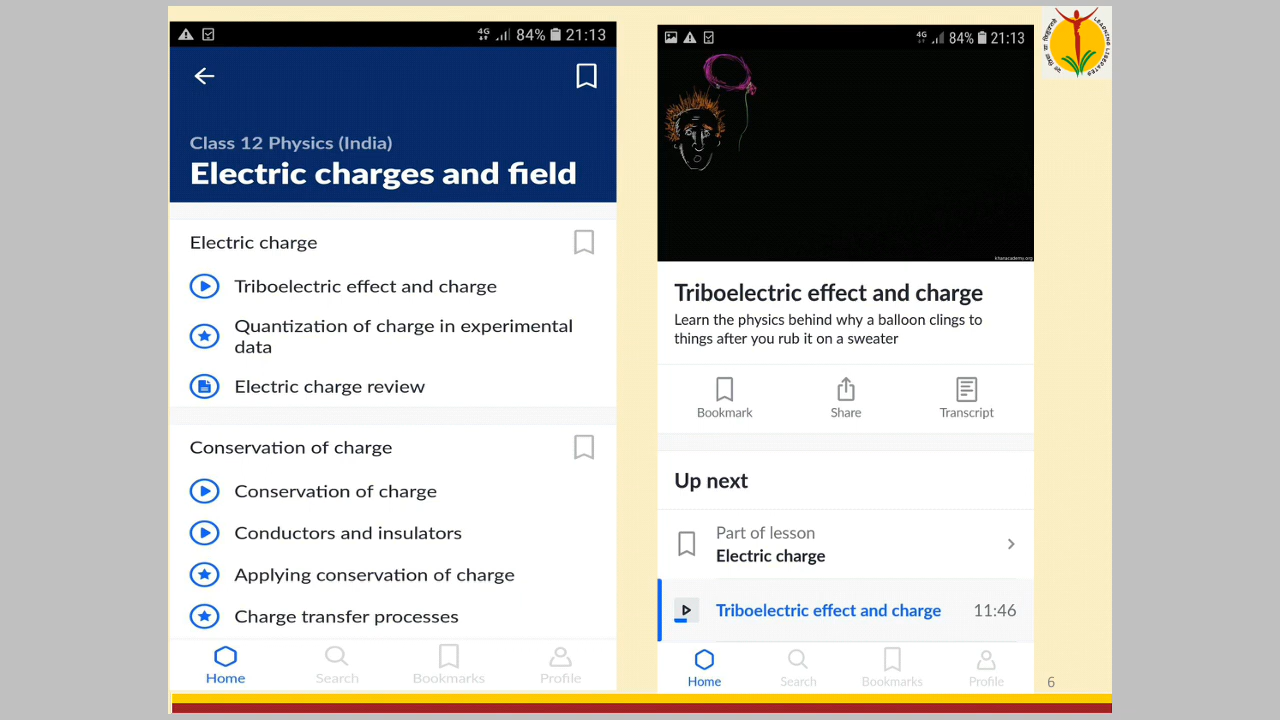 4G 84% 21:13
Class 12 Physics (India)
Electric charges and field
Electric charge
Triboelectric effect and charge
Quantization of charge in experimental
data
Electric charge review
Conservation of charge
Conservation of charge
Conductors and insulators
Applying conservation of charge
Charge transfer processes
Home
Search
Bookmarks
Profile
4G 84% 21:13
khanacademy.org
Triboelectric effect and charge
Learn the physics behind why a balloon clings to
things after you rub it on a sweater
Bookmark
Share
Transcript
Up next
Part of lesson
Electric charge
Triboelectric effect and charge 11:46
Home
Search
Bookmarks
Profile
LEARNING LIBERATES
6